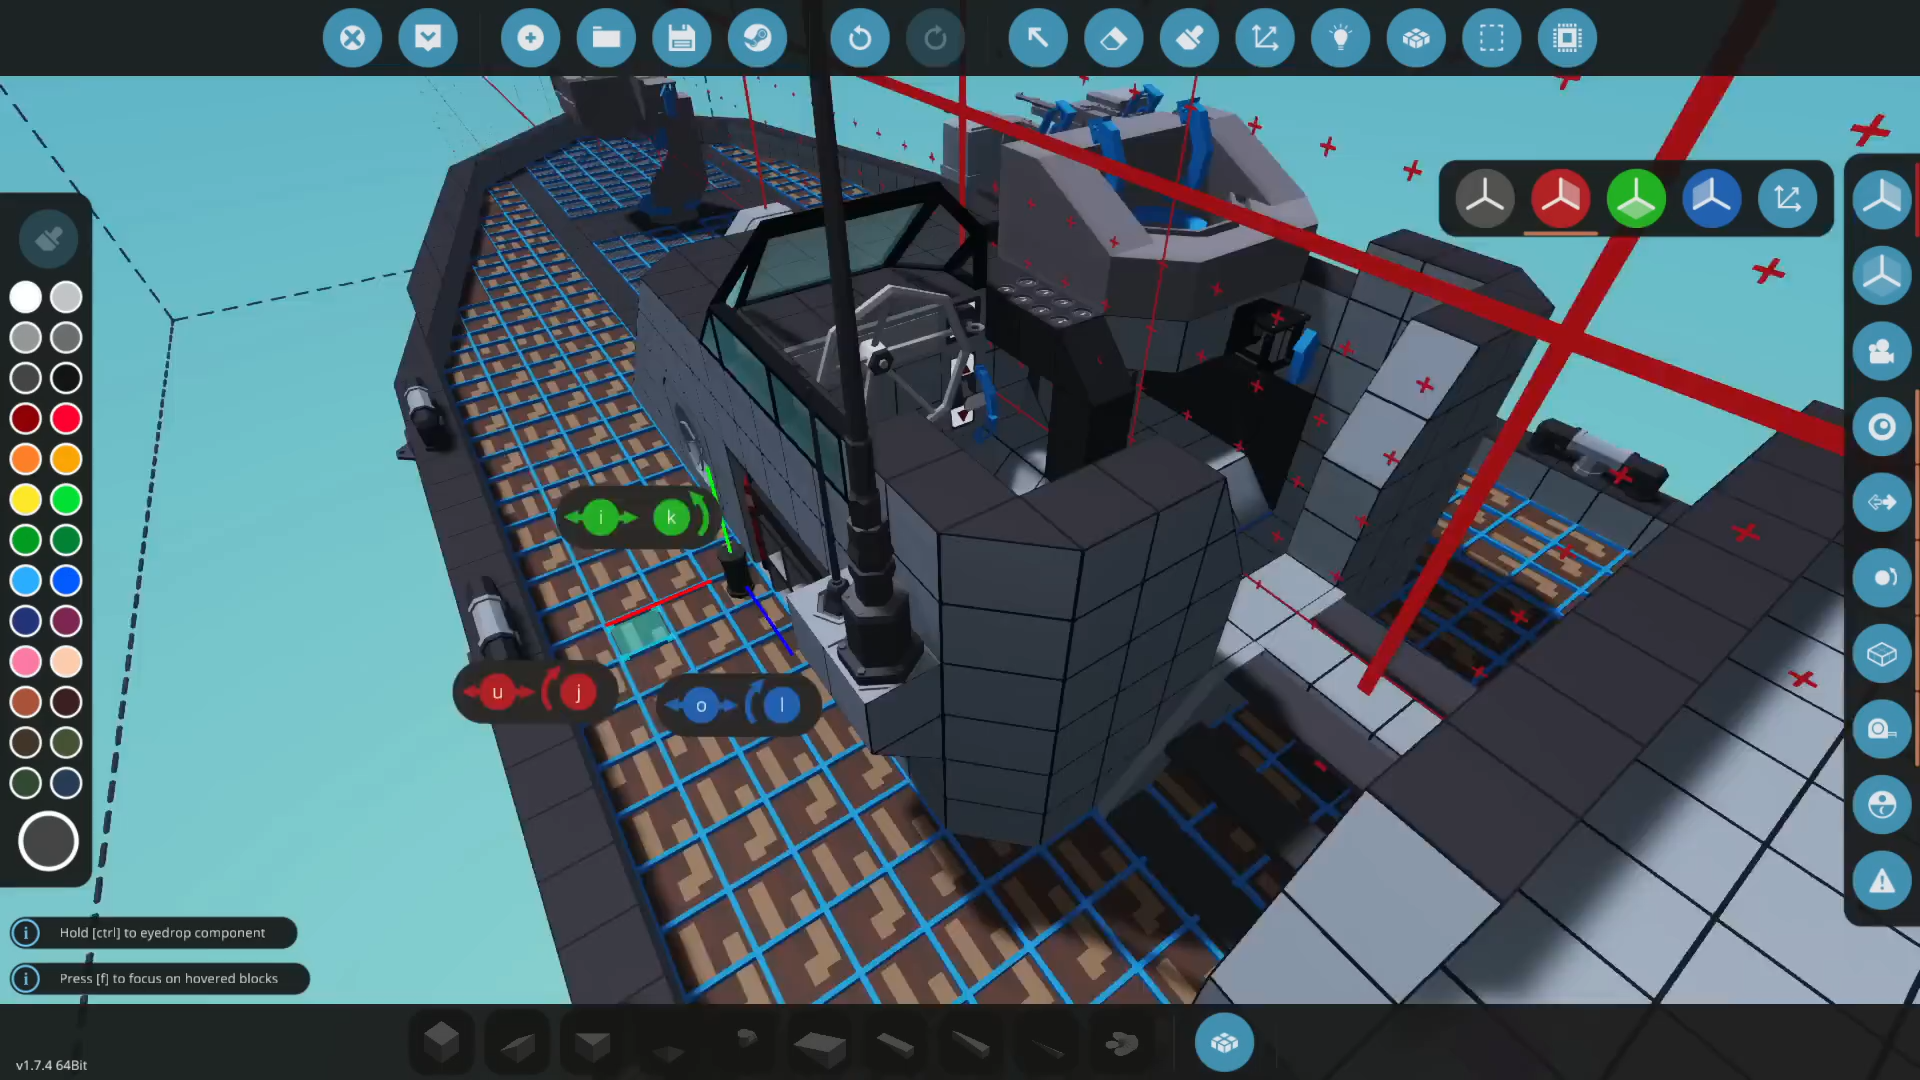 i
k
u
j
o
l
Hold [ctrl] to eyedrop component
Press [f] to focus on hovered blocks
v1.7.4 64Bit